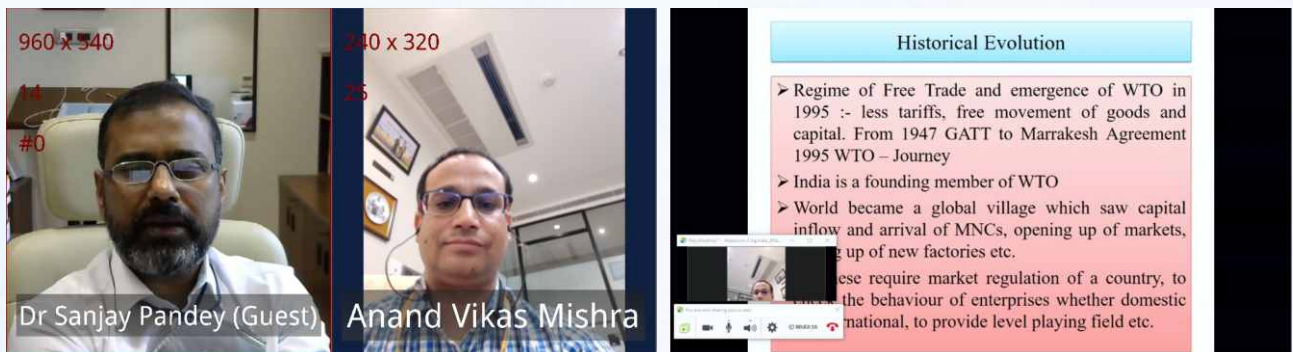 960 x 540
14
#0
Dr Sanjay Pandey (Guest)
240 x 320
25
Anand Vikas Mishra
Historical Evolution
➢ Regime of Free Trade and emergence of WTO in
1995 :- less tariffs, free movement of goods and
capital. From 1947 GATT to Marrakesh Agreement
1995 WTO – Journey
➢ India is a founding member of WTO
➢ World became a global village which saw capital
inflow and arrival of MNCs, opening up of markets,
up of new factories etc.
require market regulation of a country, to
the behaviour of enterprises whether domestic
to provide level playing field etc.